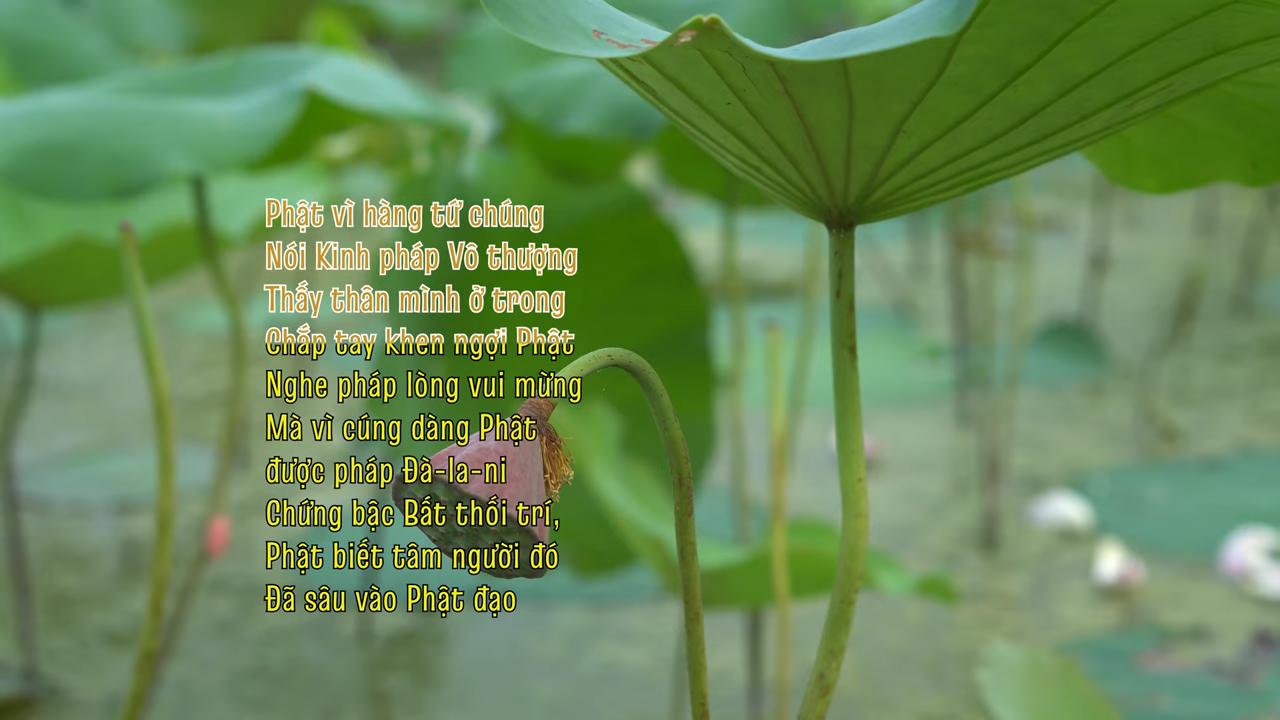 Phật vì hàng tứ chúng
Nói Kinh pháp Vô thượng
Thấy thân mình ở trong
Chắp tay khen ngợi Phật
Nghe pháp lòng vui mừng
Mà vì cúng dàng Phật
được pháp Đà-la-ni
Chứng bậc Bất thối trí,
Phật biết tâm người đó
Đã sâu vào Phật đạo